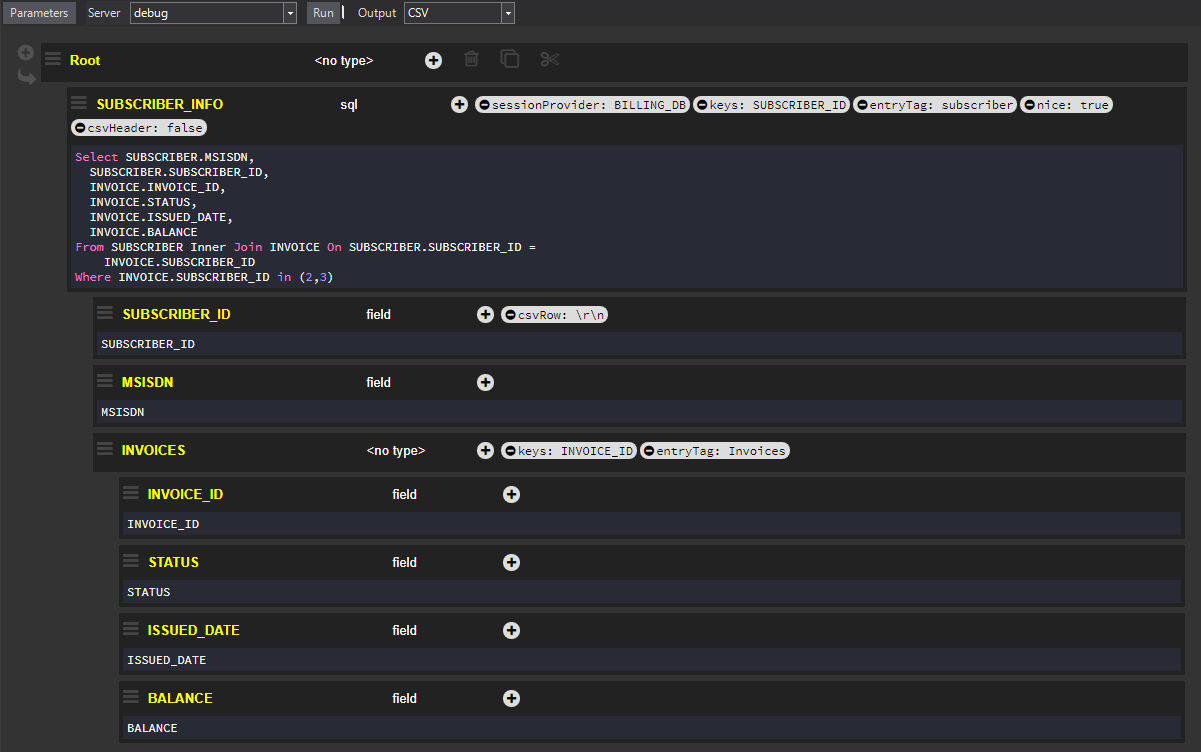 Parameters Server debug Run Output CSV
Root <no type>
SUBSCRIBER_INFO sql sessionProvider: BILLING_DB keys: SUBSCRIBER_ID entryTag: subscriber nice: true
csvHeader: false
Select SUBSCRIBER.MSISDN,
SUBSCRIBER.SUBSCRIBER_ID,
INVOICE.INVOICE_ID,
INVOICE.STATUS,
INVOICE.ISSUED_DATE,
INVOICE.BALANCE
From SUBSCRIBER Inner Join INVOICE On SUBSCRIBER.SUBSCRIBER_ID =
INVOICE.SUBSCRIBER_ID
Where INVOICE.SUBSCRIBER_ID in (2,3)
SUBSCRIBER_ID field csvRow: \r\n
SUBSCRIBER_ID
MSISDN field
MSISDN
INVOICES <no type> keys: INVOICE_ID entryTag: Invoices
INVOICE_ID field
INVOICE_ID
STATUS field
STATUS
ISSUED_DATE field
ISSUED_DATE
BALANCE field
BALANCE